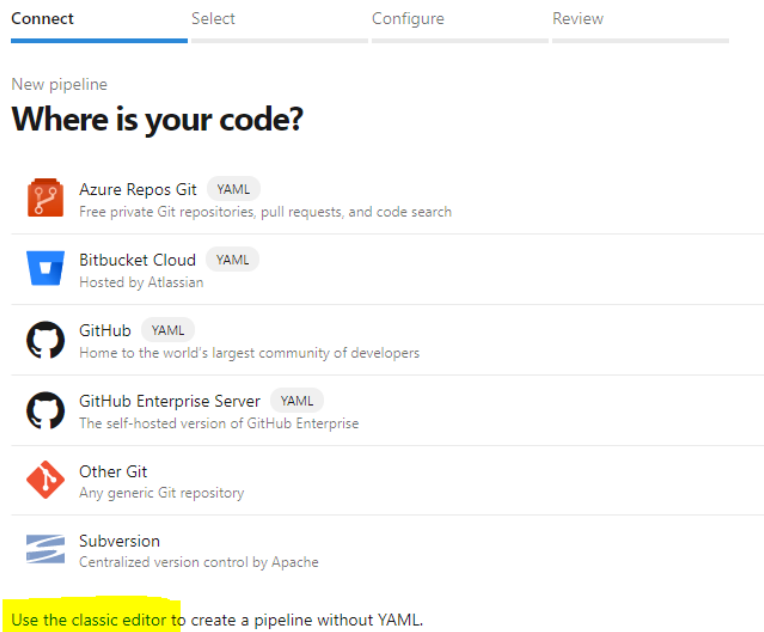 Connect Select Configure Review
New pipeline
Where is your code?
Azure Repos Git YAML
Free private Git repositories, pull requests, and code search
Bitbucket Cloud YAML
Hosted by Atlassian
GitHub YAML
Home to the world's largest community of developers
GitHub Enterprise Server YAML
The self-hosted version of GitHub Enterprise
Other Git
Any generic Git repository
Subversion
Centralized version control by Apache
Use the classic editor to create a pipeline without YAML.